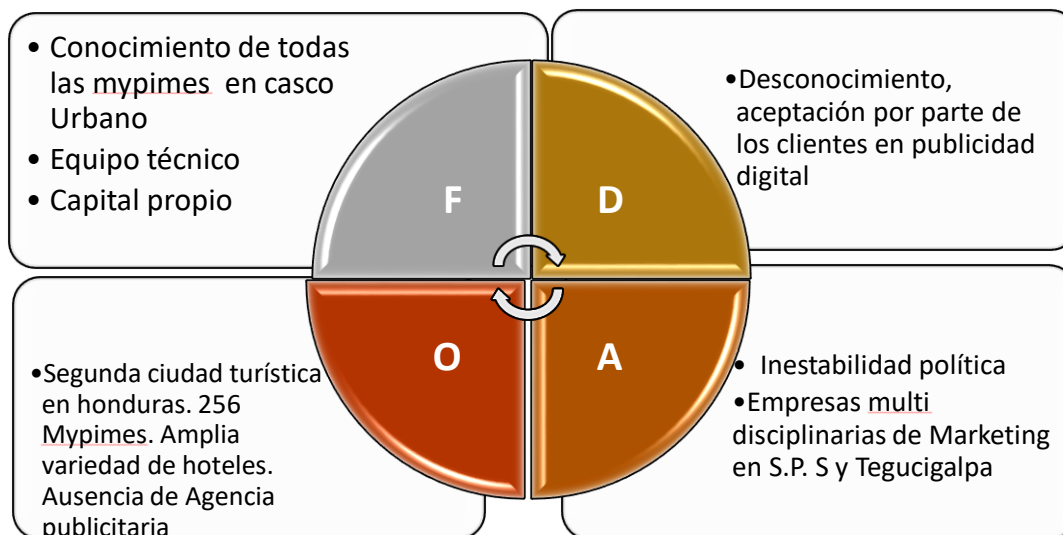 • Conocimiento de todas
las mypimes en casco
Urbano
• Equipo técnico
• Capital propio
F
D
•Desconocimiento,
aceptación por parte de
los clientes en publicidad
digital
•Segunda ciudad turística
en honduras. 256
Mypimes. Amplia
variedad de hoteles.
Ausencia de Agencia
publicitaria
O
A
• Inestabilidad política
•Empresas multi
disciplinarias de Marketing
en S.P. S y Tegucigalpa